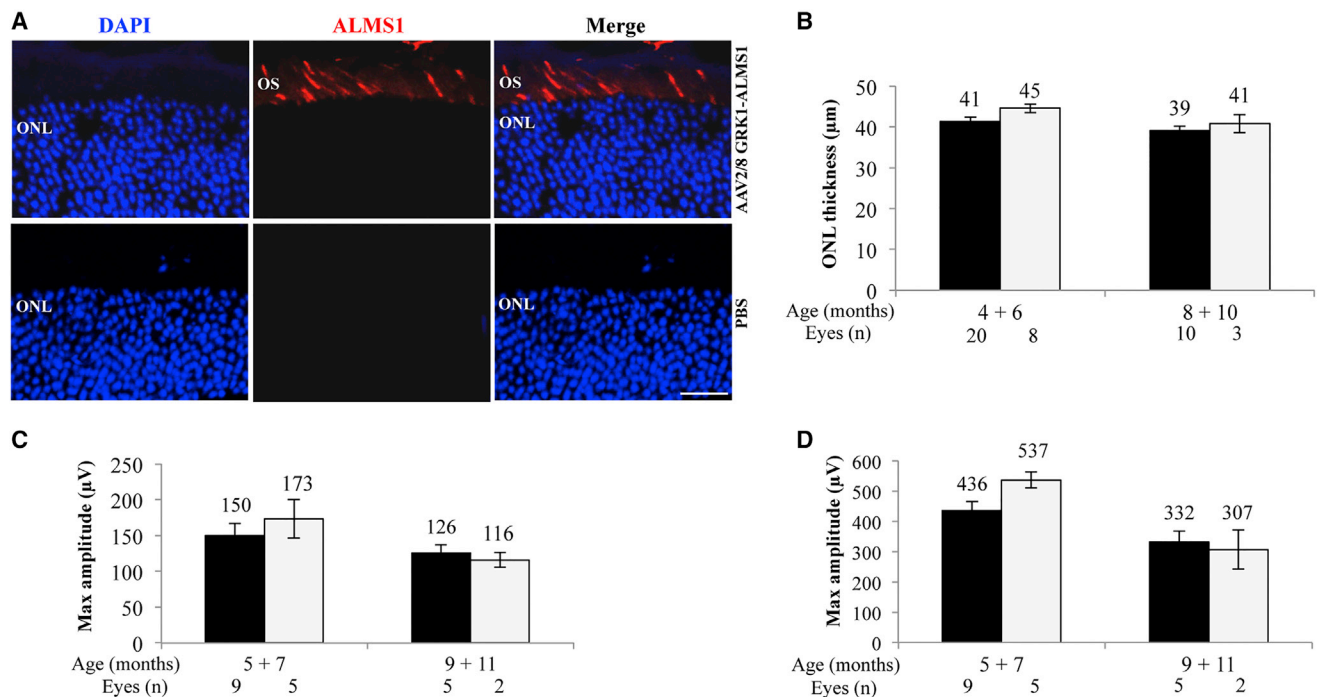 A
DAPI
ALMS1
Merge
ONL
OS
OS
ONL
AAV2/8 GRK1-ALMS1
ONL
ONL
PBS
B
ONL thickness (µm)
50
40
30
20
10
0
41
45
39
41
Age (months)
4 + 6
8 + 10
Eyes (n)
20
8
10
3
C
Max amplitude (µV)
250
200
150
100
50
0
150
173
126
116
Age (months)
5 + 7
9 + 11
Eyes (n)
9
5
5
2
D
Max amplitude (µV)
600
500
400
300
200
100
0
436
537
332
307
Age (months)
5 + 7
9 + 11
Eyes (n)
9
5
5
2